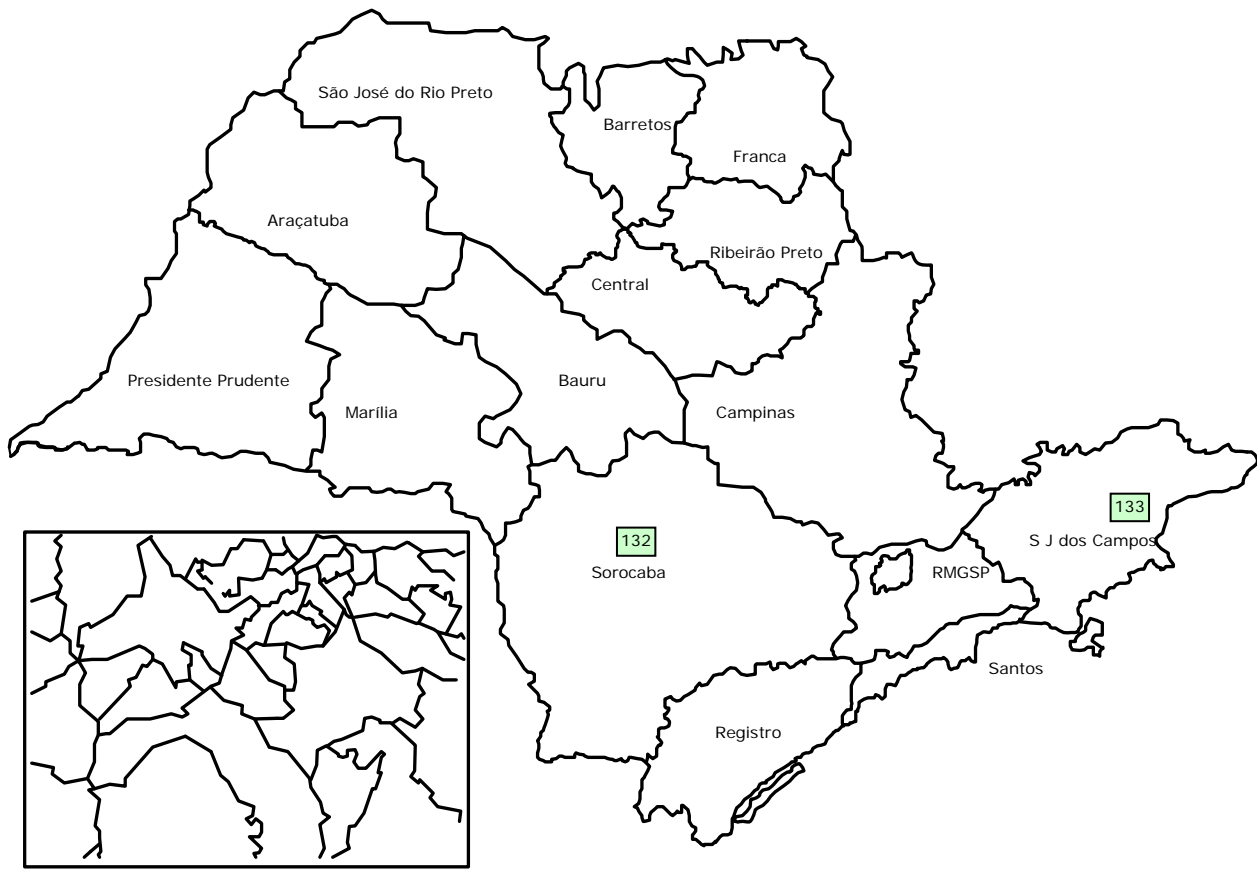 São José do Rio Preto
Barretos
Franca
Araçatuba
Ribeirão Preto
Central
Presidente Prudente
Marília
Bauru
Campinas
133
132
S J dos Campos
Sorocaba
RMGSP
Santos
Registro